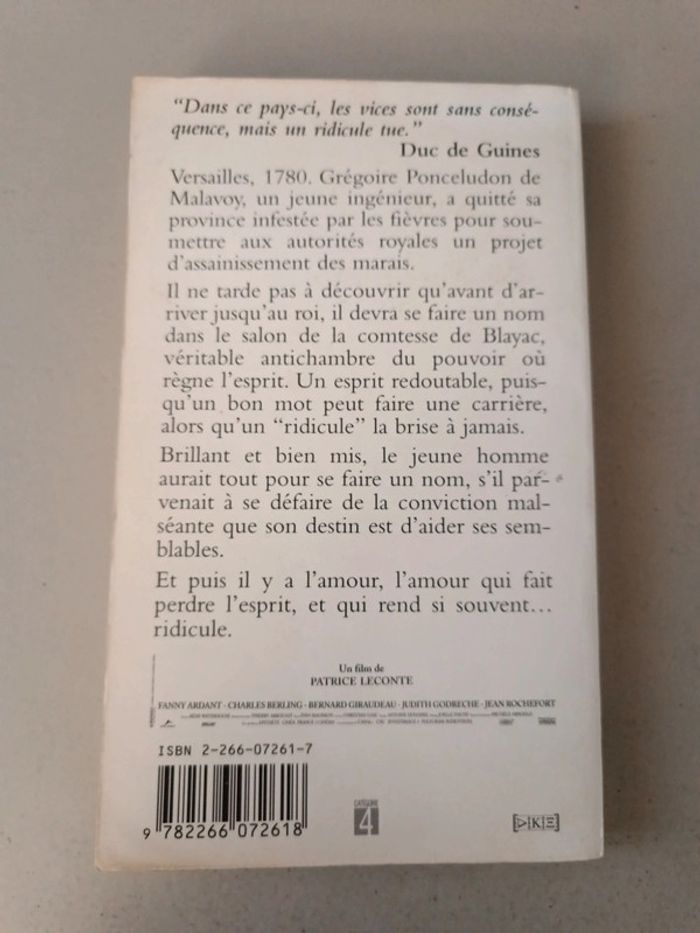 “Dans ce pays-ci, les vices sont sans consé-
quence, mais un ridicule tue.”
Duc de Guines
Versailles, 1780. Grégoire Ponceludon de
Malavoy, un jeune ingénieur, a quitté sa
province infestée par les fièvres pour sou-
mettre aux autorités royales un projet
d’assainissement des marais.
Il ne tarde pas à découvrir qu’avant d’ar-
river jusqu’au roi, il devra se faire un nom
dans le salon de la comtesse de Blayac,
véritable antichambre du pouvoir où
règne l’esprit. Un esprit redoutable, puis-
qu’un bon mot peut faire une carrière,
alors qu’un “ridicule” la brise à jamais.
Brillant et bien mis, le jeune homme
aurait tout pour se faire un nom, s’il par-
venait à se défaire de la conviction mal-
séante que son destin est d’aider ses sem-
blables.
Et puis il y a l’amour, l’amour qui fait
perdre l’esprit, et qui rend si souvent…
ridicule.
Un film de
PATRICE LECONTE
FANNY ARDANT - CHARLES BERLING - BERNARD GIRAUDEAU - JUDITH GODRECHE - JEAN ROCHEFORT
ISBN 2-266-07261-7
9 782266 072618
CATÉGORIE
4